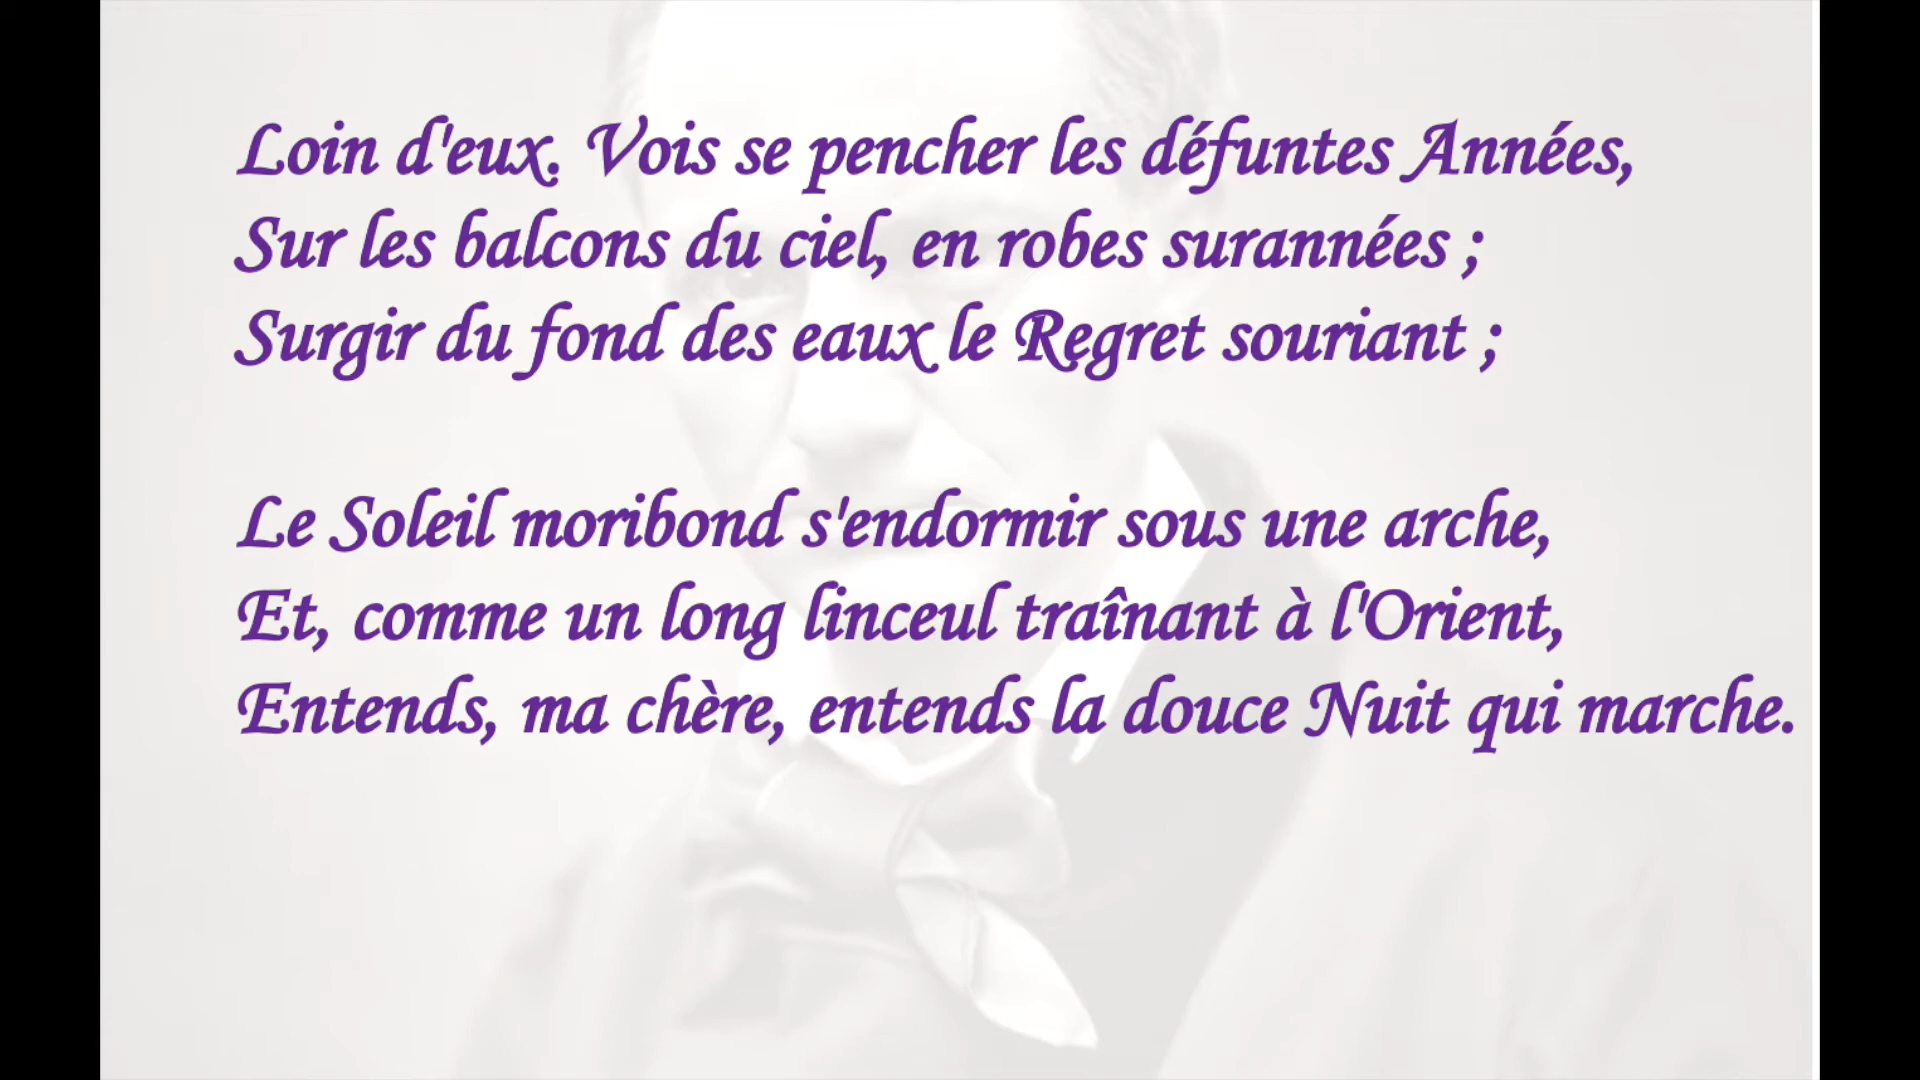 Loin d'eux. Vois se pencher les défuntes Années,
Sur les balcons du ciel, en robes surannées ;
Surgir du fond des eaux le Regret souriant ;
Le Soleil moribond s'endormir sous une arche,
Et, comme un long linceul traînant à l'Orient,
Entends, ma chère, entends la douce Nuit qui marche.